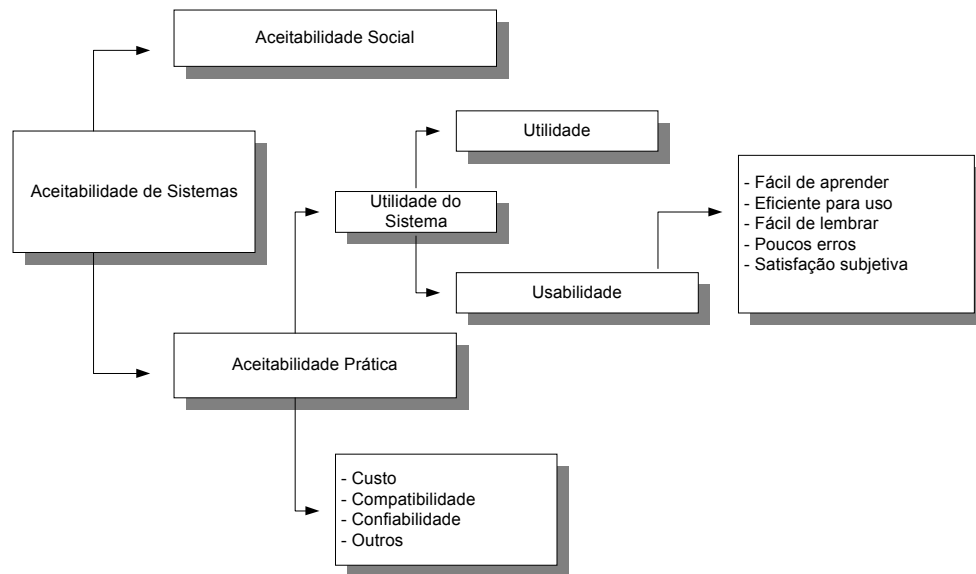 Aceitabilidade Social
Utilidade
Aceitabilidade de Sistemas
Utilidade do
Sistema
- Fácil de aprender
- Eficiente para uso
- Fácil de lembrar
- Poucos erros
- Satisfação subjetiva
Usabilidade
Aceitabilidade Prática
- Custo
- Compatibilidade
- Confiabilidade
- Outros